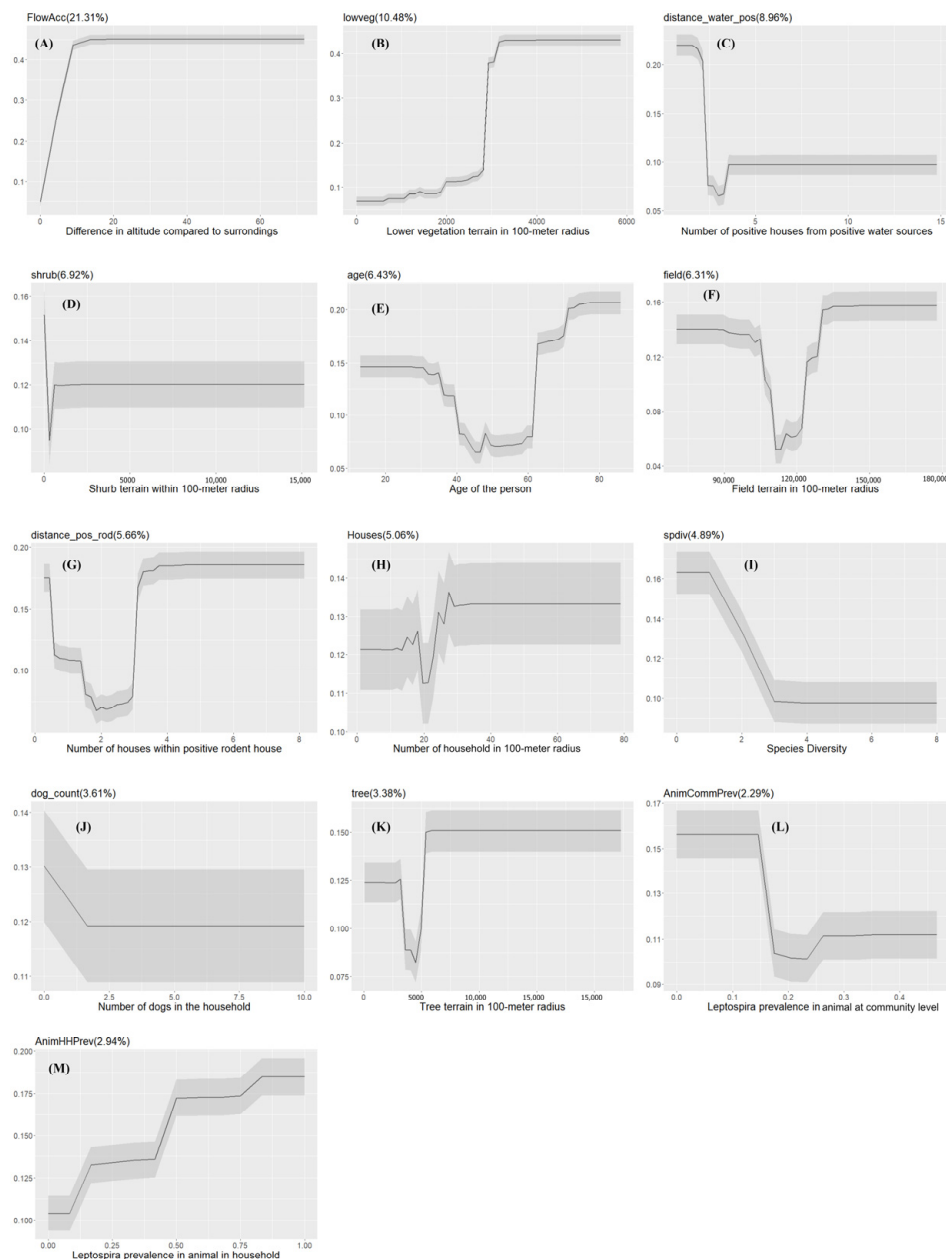 FlowAcc(21.31%)
(A)
0.4
0.3
0.2
0.1
0 20 40 60
Difference in altitude compared to surrondings
lowveg(10.48%)
(B)
0.4
0.3
0.2
0.1
0 2000 4000 6000
Lower vegetation terrain in 100-meter radius
distance_water_pos(8.96%)
(C)
0.20
0.15
0.10
0.05
5 10 15
Number of positive houses from positive water sources
shrub(6.92%)
(D)
0.16
0.14
0.12
0.10
0 5000 10,000 15,000
Shurb terrain within 100-meter radius
age(6.43%)
(E)
0.20
0.15
0.10
0.05
20 40 60 80
Age of the person
field(6.31%)
(F)
0.16
0.12
0.08
0.04
90,000 120,000 150,000 180,000
Field terrain in 100-meter radius
distance_pos_rod(5.66%)
(G)
0.20
0.15
0.10
0 2 4 6 8
Number of houses within positive rodent house
Houses(5.06%)
(H)
0.14
0.13
0.12
0.11
0.10
0 20 40 60 80
Number of household in 100-meter radius
spdiv(4.89%)
(I)
0.16
0.14
0.12
0.10
0 2 4 6 8
Species Diversity
dog_count(3.61%)
(J)
0.14
0.13
0.12
0.11
0.0 2.5 5.0 7.5 10.0
Number of dogs in the household
tree(3.38%)
(K)
0.150
0.125
0.100
0.075
0 5000 10,000 15,000
Tree terrain in 100-meter radius
AnimCommPrev(2.29%)
(L)
0.17
0.15
0.13
0.11
0.09
0.0 0.1 0.2 0.3 0.4
Leptospira prevalence in animal at community level
AnimHHPrev(2.94%)
(M)
0.200
0.175
0.150
0.125
0.100
0.00 0.25 0.50 0.75 1.00
Leptospira prevalence in animal in household